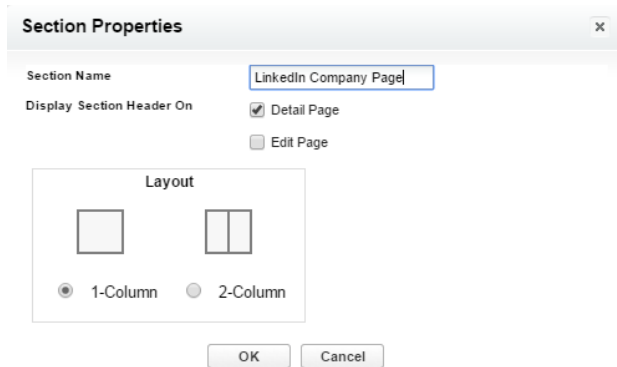 Section Properties
Section Name
LinkedIn Company Page
Display Section Header On
Detail Page
Edit Page
Layout
1-Column
2-Column
OK
Cancel